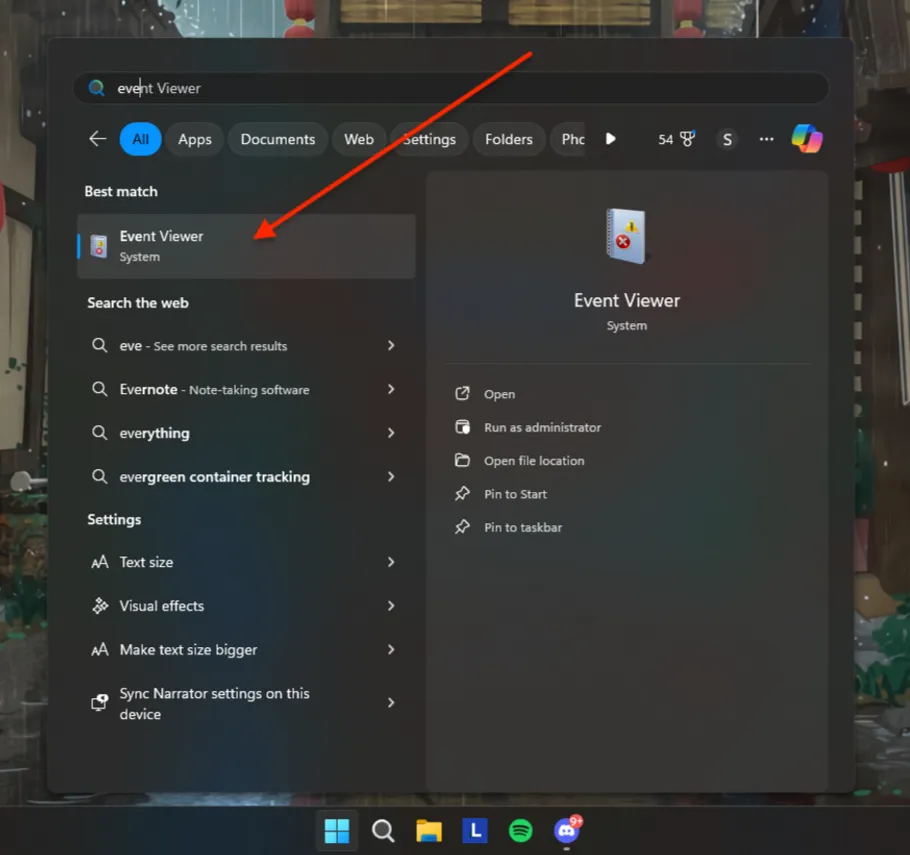 event Viewer
All
Apps
Documents
Web
Settings
Folders
Pho
54
S
Best match
Event Viewer
System
Search the web
eve - See more search results
Evernote - Note-taking software
everything
evergreen container tracking
Settings
Text size
Visual effects
Make text size bigger
Sync Narrator settings on this
device
Event Viewer
System
Open
Run as administrator
Open file location
Pin to Start
Pin to taskbar
L
9+